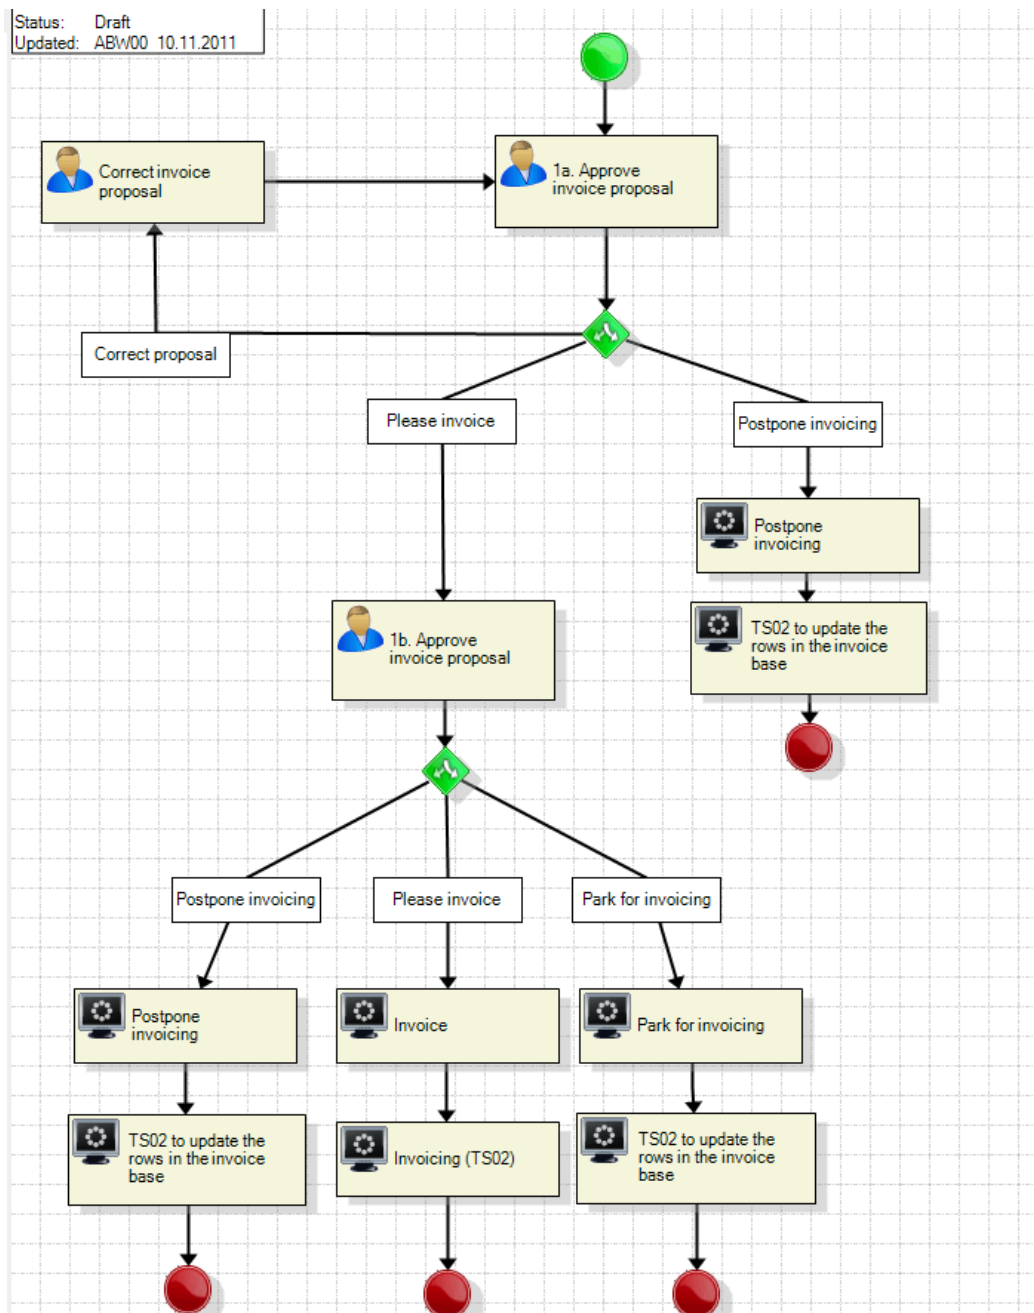 Status: Draft
Updated: ABW00 10.11.2011
Correct invoice
proposal
1a. Approve
invoice proposal
Correct proposal
Please invoice
Postpone invoicing
Postpone
invoicing
1b. Approve
invoice proposal
TS02 to update the
rows in the invoice
base
Postpone invoicing
Please invoice
Park for invoicing
Postpone
invoicing
Invoice
Park for invoicing
TS02 to update the
rows in the invoice
base
Invoicing (TS02)
TS02 to update the
rows in the invoice
base